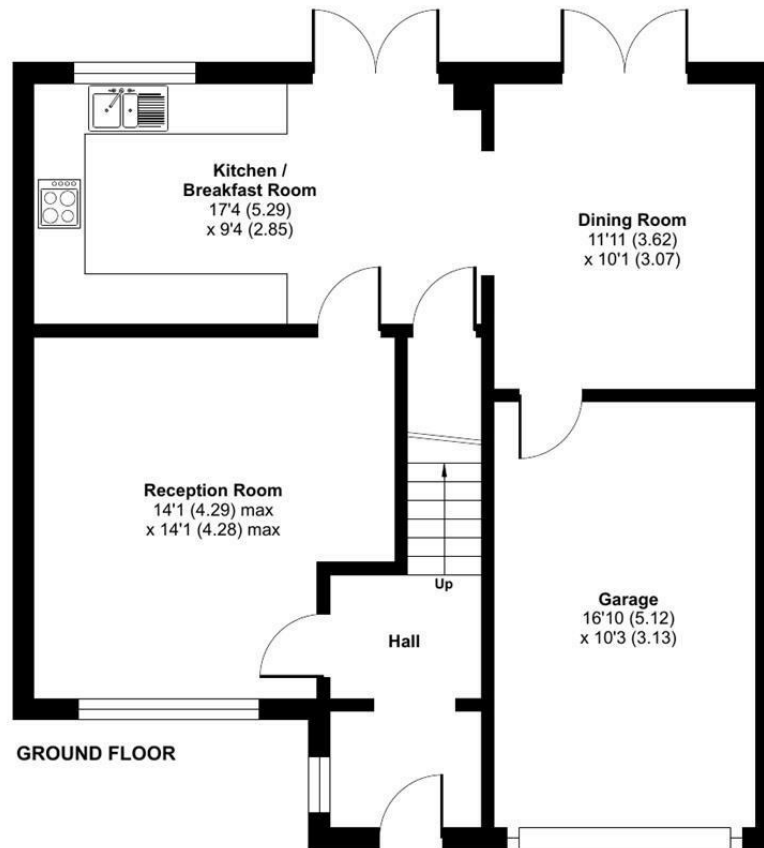 Kitchen /
Breakfast Room
17'4 (5.29)
x 9'4 (2.85)
Dining Room
11'11 (3.62)
x 10'1 (3.07)
Reception Room
14'1 (4.29) max
x 14'1 (4.28) max
Up
Hall
Garage
16'10 (5.12)
x 10'3 (3.13)
GROUND FLOOR